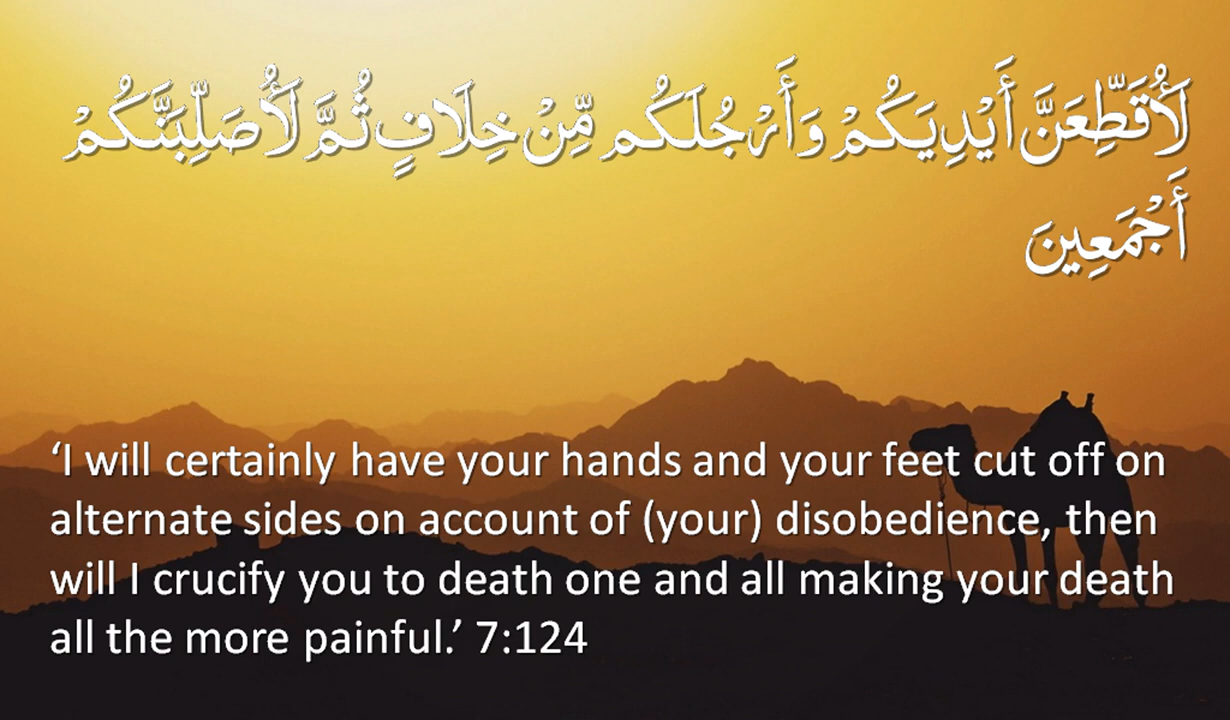 لَأُقَطِّعَنَّ أَيْدِيَكُمْ وَأَرْجُلَكُم مِّنْ خِلَافٍ ثُمَّ لَأُصَلِّبَنَّكُمْ
أَجْمَعِينَ
‘I will certainly have your hands and your feet cut off on
alternate sides on account of (your) disobedience, then
will I crucify you to death one and all making your death
all the more painful.’ 7:124